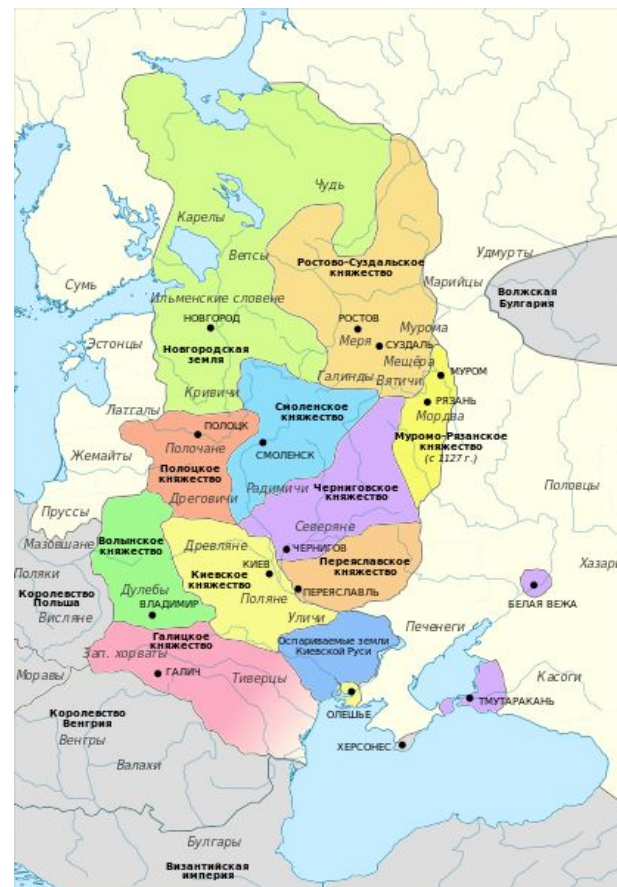 Чудь
Карелы
Вепсы
Ростово-Суздальское
княжество
Удмурты
Марийцы
Волжская
Булгария
Сумь
Ильменские словене
НОВГОРОД
РОСТОВ
Мурома
Меря
СУЗДАЛЬ
Эстонцы
Новгородская
земля
Мещёра
МУРОМ
Галинды
Вятичи
Кривичи
РЯЗАНЬ
Латгалы
Смоленское
княжество
Мордва
ПОЛОЦК
Муромо-Рязанское
княжество
(с 1127 г.)
Полочане
СМОЛЕНСК
Жемайты
Полоцкое
княжество
Радимичи
Черниговское
княжество
Половцы
Дреговичи
Пруссы
Северяне
Мазовшане
Волынское
княжество
Древляне
ЧЕРНИГОВ
Поляки
КИЕВ
Переяславское
княжество
Хазары
Королевство
Польша
Дулебы
Киевское
княжество
ПЕРЕЯСЛАВЛЬ
БЕЛАЯ ВЕЖА
Висляне
ВЛАДИМИР
Поляне
Уличи
Печенеги
Галицкое
княжество
Оспариваемые земли
Киевской Руси
Зап. хорваты
Моравы
ГАЛИЧ
Тиверцы
Касоги
ТМУТАРАКАНЬ
Королевство
Венгрия
ОЛЕШЬЕ
Венгры
ХЕРСОНЕС
Валахи
Булгары
Византийская
империя